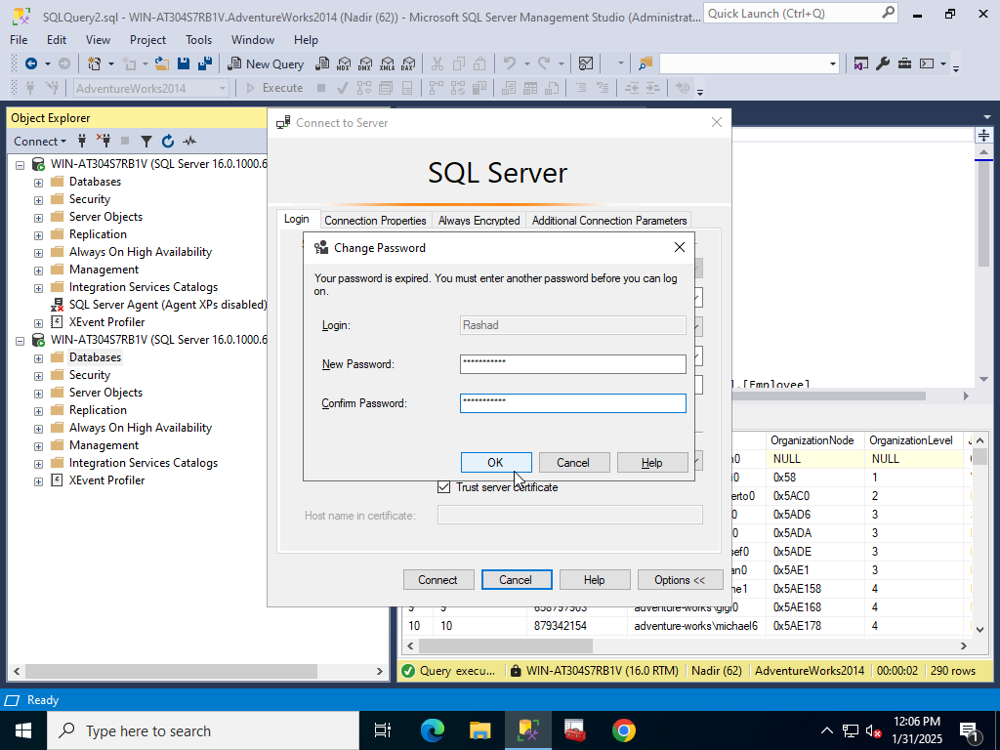 SQLQuery2.sql - WIN-AT304S7RB1V.AdventureWorks2014 (Nadir (62)) - Microsoft SQL Server Management Studio (Administrat...
Quick Launch (Ctrl+Q)
File Edit View Project Tools Window Help
New Query MDX DMX XMLA DAX
AdventureWorks2014 Execute
Object Explorer
Connect
WIN-AT304S7RB1V (SQL Server 16.0.1000.6
Databases
Security
Server Objects
Replication
Always On High Availability
Management
Integration Services Catalogs
SQL Server Agent (Agent XPs disabled)
XEvent Profiler
WIN-AT304S7RB1V (SQL Server 16.0.1000.6
Databases
Security
Server Objects
Replication
Always On High Availability
Management
Integration Services Catalogs
XEvent Profiler
Connect to Server
SQL Server
Login Connection Properties Always Encrypted Additional Connection Parameters
Change Password
Your password is expired. You must enter another password before you can log
on.
Login: Rashad
New Password: ***********
Confirm Password: ***********
OK Cancel Help
Trust server certificate
Host name in certificate:
Connect Cancel Help Options <<
].[Employee]
OrganizationNode OrganizationLevel
NULL NULL
0x58 1
erto0 0x5AC0 2
0x5AD6 3
0x5ADA 3
sef0 0x5ADE 3
an0 0x5AE1 3
ne1 0x5AE158 4
9 9 658797903 adventure-works\gigi0 0x5AE168 4
10 10 879342154 adventure-works\michael6 0x5AE178 4
Query execu... WIN-AT304S7RB1V (16.0 RTM) Nadir (62) AdventureWorks2014 00:00:02 290 rows
Ready
Type here to search
12:06 PM
1/31/2025
1